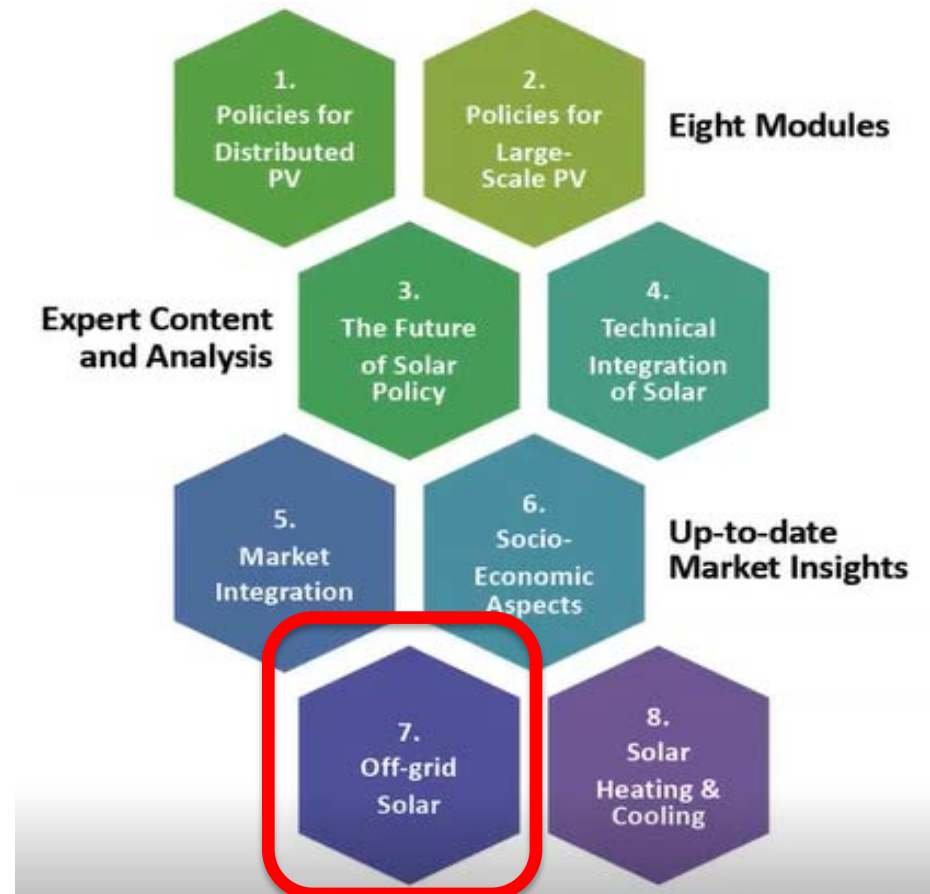 1.
Policies for
Distributed
PV
2.
Policies for
Large-
Scale PV
Eight Modules
Expert Content
and Analysis
3.
The Future
of Solar
Policy
4.
Technical
Integration
of Solar
5.
Market
Integration
6.
Socio-
Economic
Aspects
Up-to-date
Market Insights
7.
Off-grid
Solar
8.
Solar
Heating &
Cooling